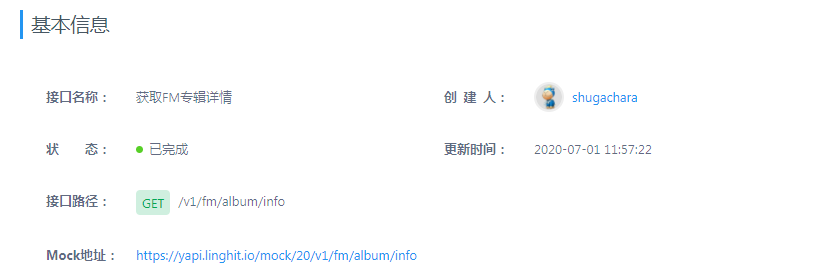 基本信息
接口名称： 获取FM专辑详情 创 建 人： shugachara
状 态： 已完成 更新时间： 2020-07-01 11:57:22
接口路径： GET /v1/fm/album/info
Mock地址： https://yapi.linghit.io/mock/20/v1/fm/album/info